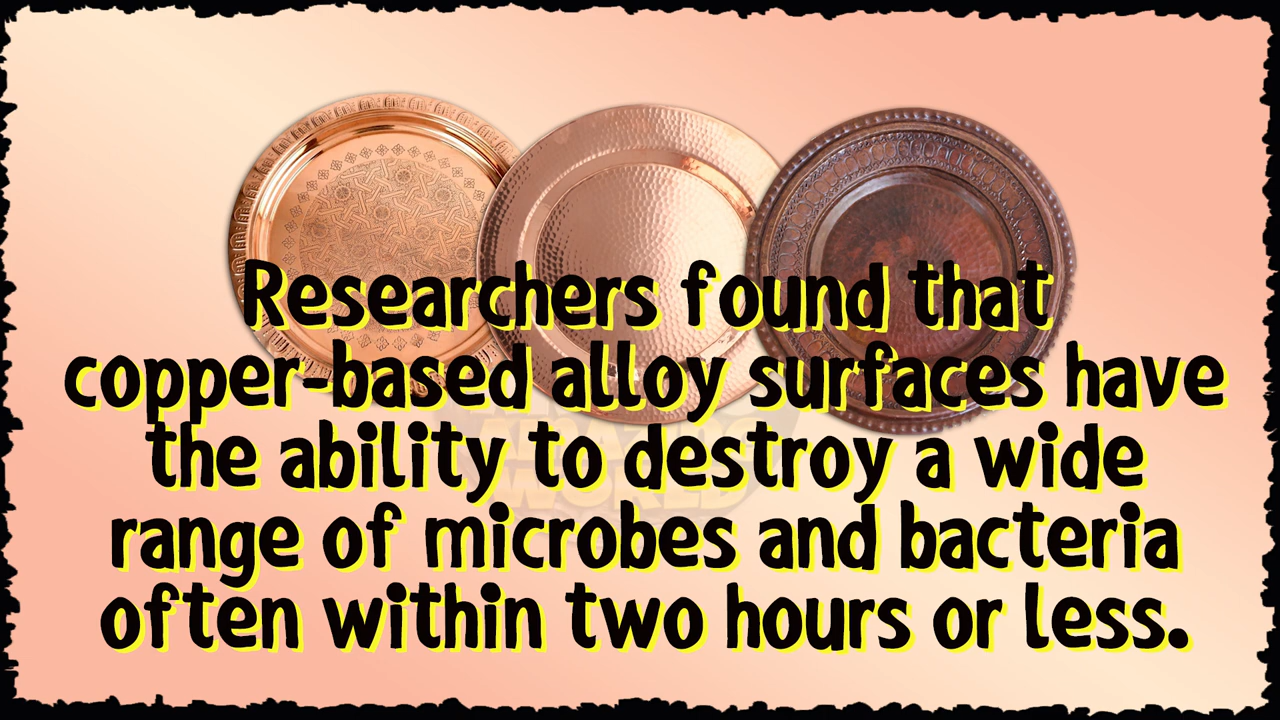 Researchers found that
copper-based alloy surfaces have
the ability to destroy a wide
range of microbes and bacteria
often within two hours or less.